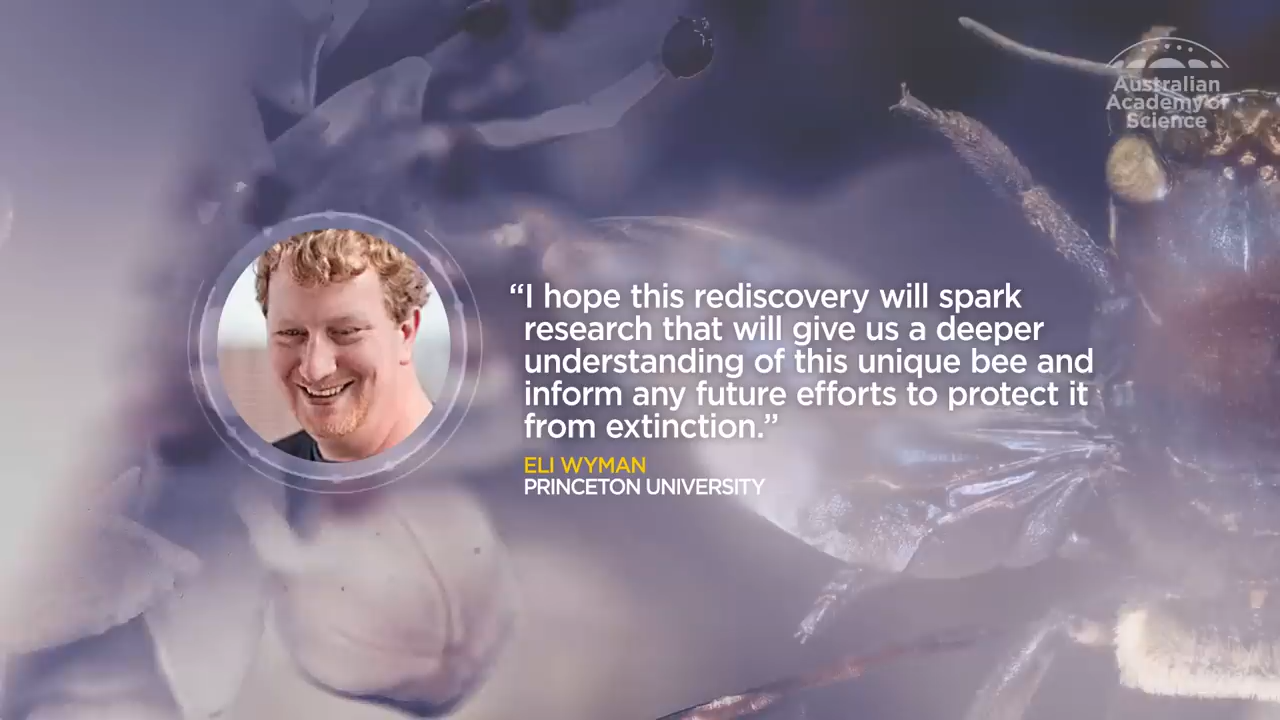 Australian
Academy of
Science
“I hope this rediscovery will spark
research that will give us a deeper
understanding of this unique bee and
inform any future efforts to protect it
from extinction.”
ELI WYMAN
PRINCETON UNIVERSITY